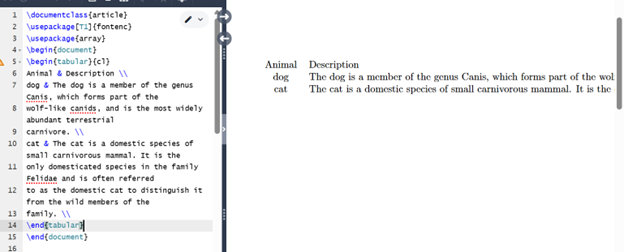 1 \documentclass{article}
2 \usepackage[T1]{fontenc}
3 \usepackage{array}
4 \begin{document}
5 \begin{tabular}{cl}
6 Animal & Description \\
7 dog & The dog is a member of the genus
Canis, which forms part of the
8 wolf-like canids, and is the most widely
abundant terrestrial
9 carnivore. \\
10 cat & The cat is a domestic species of
small carnivorous mammal. It is the
11 only domesticated species in the family
Felidae and is often referred
12 to as the domestic cat to distinguish it
from the wild members of the
13 family. \\
14 \end{tabular}
15 \end{document}
16
Animal Description
dog The dog is a member of the genus Canis, which forms part of the wol
cat The cat is a domestic species of small carnivorous mammal. It is the